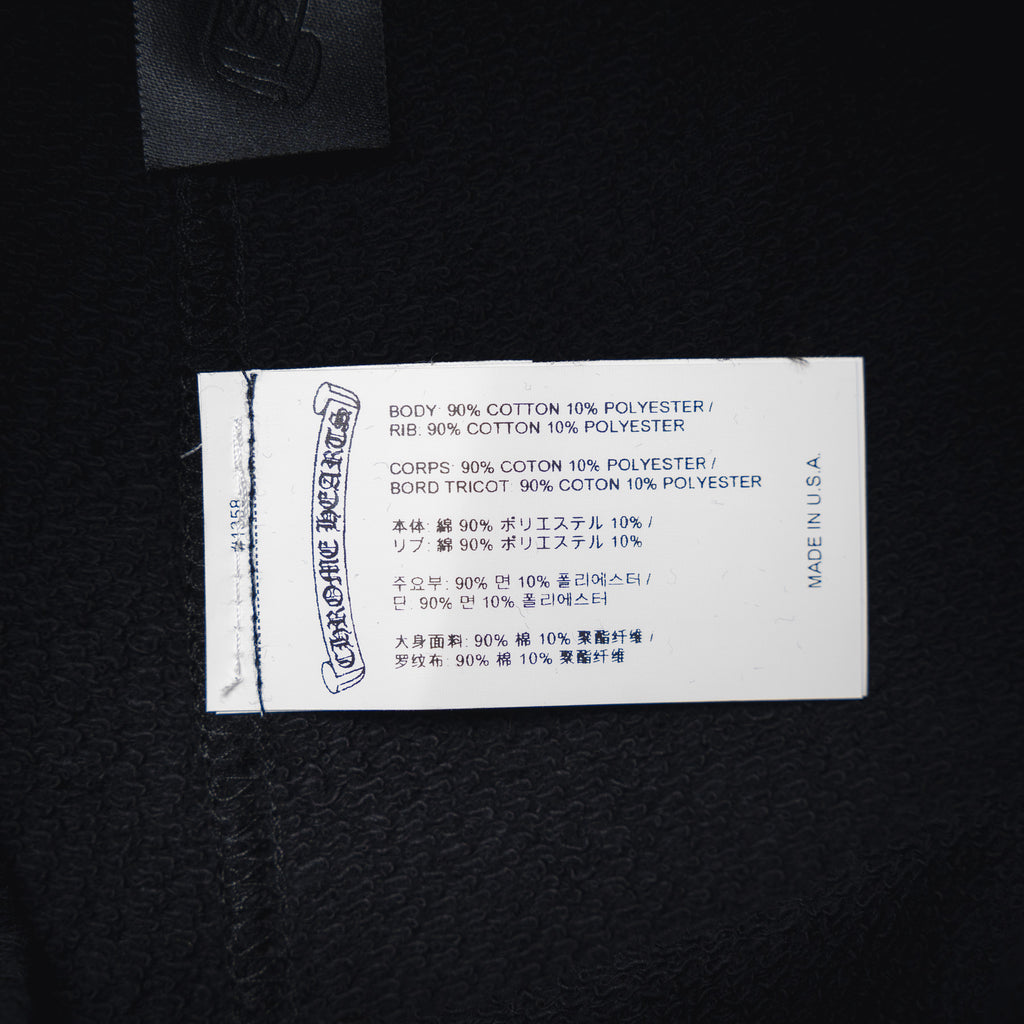 #1358
CHROME HEARTS
BODY: 90% COTTON 10% POLYESTER /
RIB: 90% COTTON 10% POLYESTER
CORPS: 90% COTON 10% POLYESTER /
BORD TRICOT: 90% COTON 10% POLYESTER
本体: 綿 90% ポリエステル 10% /
リブ: 綿 90% ポリエステル 10%
주요부: 90% 면 10% 폴리에스터 /
단: 90% 면 10% 폴리에스터
大身面料: 90% 棉 10% 聚酯纤维 /
罗纹布: 90% 棉 10% 聚酯纤维
MADE IN U.S.A.